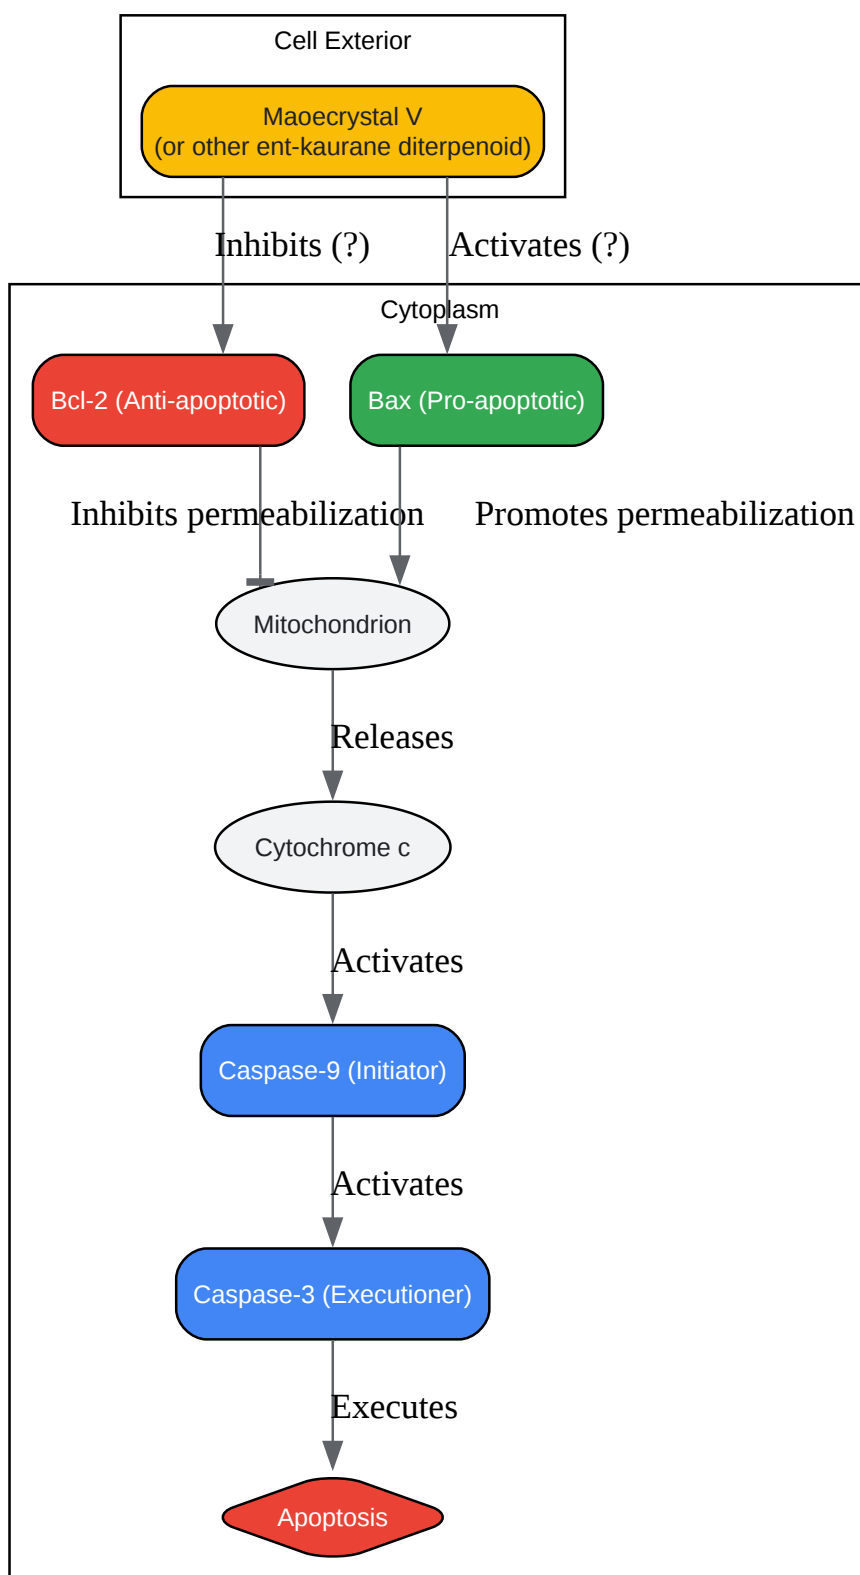 Cell Exterior
Maoecrystal V
(or other ent-kaurane diterpenoid)
Inhibits (?)
Activates (?)
Cytoplasm
Bcl-2 (Anti-apoptotic)
Bax (Pro-apoptotic)
Inhibits permeabilization
Promotes permeabilization
Mitochondrion
Releases
Cytochrome c
Activates
Caspase-9 (Initiator)
Activates
Caspase-3 (Executioner)
Executes
Apoptosis